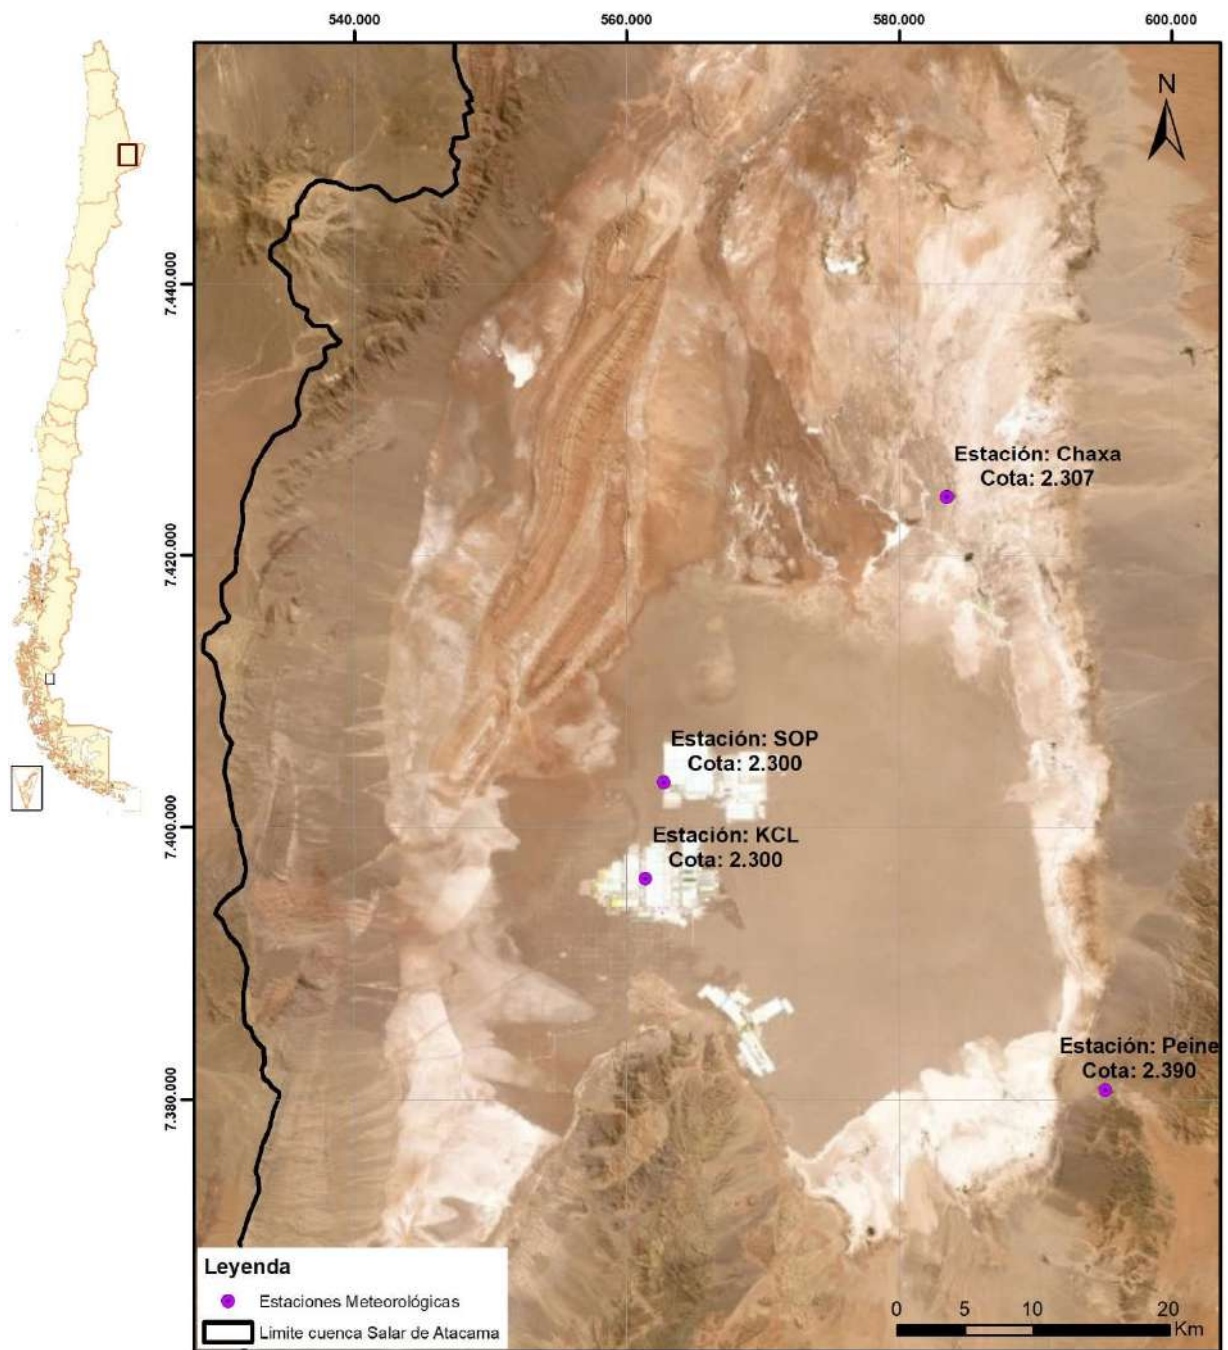 540.000
560.000
580.000
600.000
N
7.440.000
Estación: Chaxa
Cota: 2.307
7.420.000
Estación: SOP
Cota: 2.300
7.400.000
Estación: KCL
Cota: 2.300
Estación: Peine
Cota: 2.390
7.380.000
Leyenda
Estaciones Meteorológicas
Limite cuenca Salar de Atacama
0 5 10 20
Km